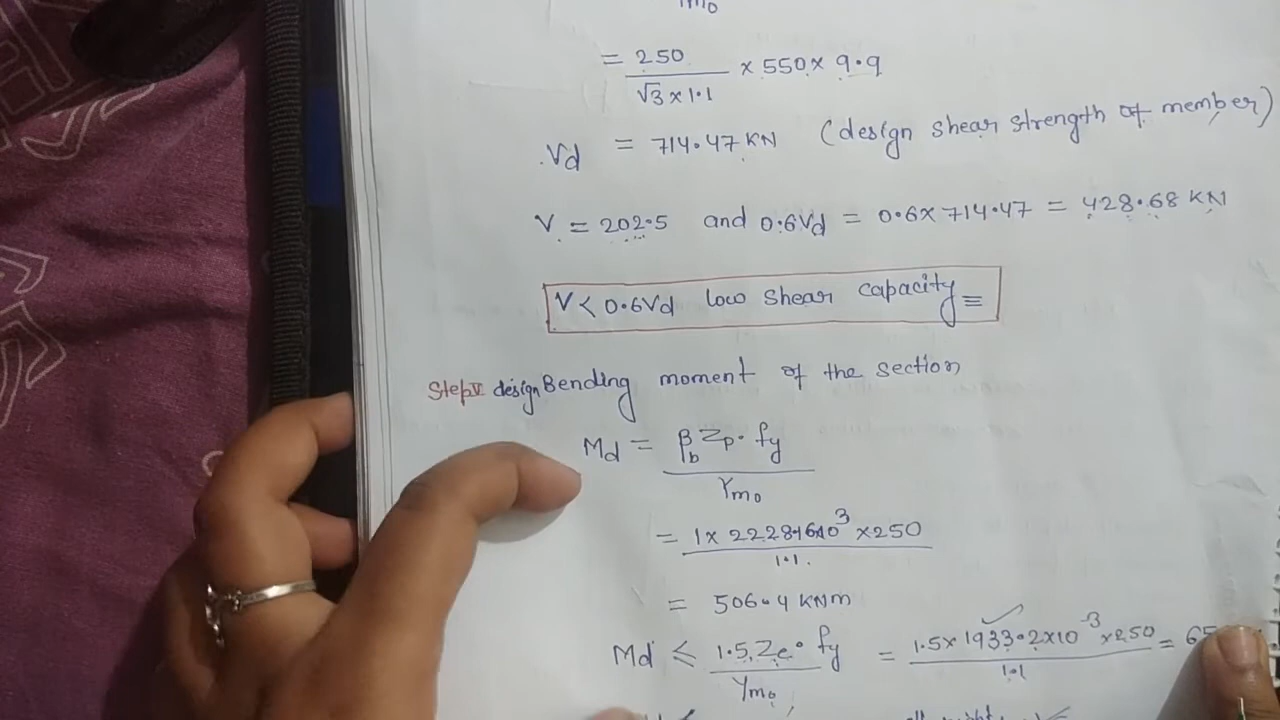 γm₀
= 250 / √3 × 1.1 × 550 × 9.9
Vd = 714.47 KN (design shear strength of member)
V = 202.5 and 0.6Vd = 0.6 × 714.47 = 428.68 KN
V < 0.6Vd low shear capacity =
Step V design Bending moment of the section
Md = βb Zp. fy / γm₀
= 1 × 2228.16×10³ × 250 / 1.1.
= 506.4 KNm
Md ≤ 1.5.Ze. fy / γm₀ = 1.5 × 1933.2 × 10⁻³ × 250 / 1.1 =